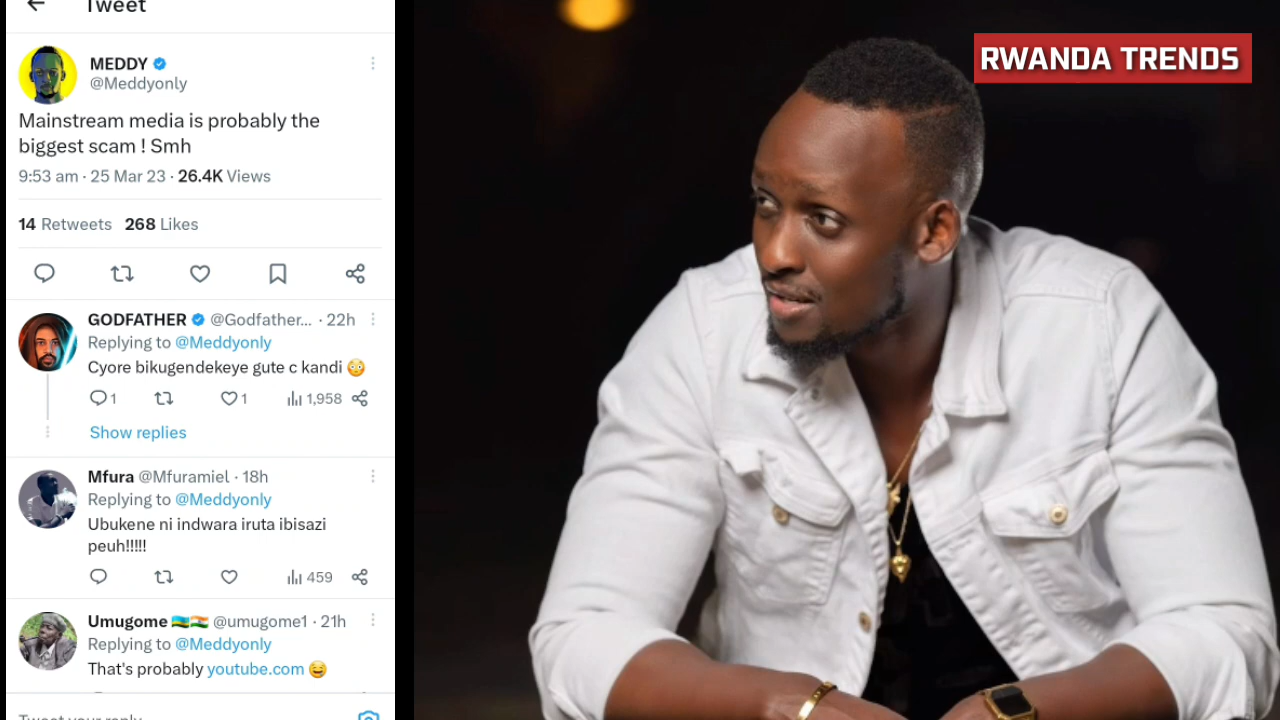 Tweet
MEDDY
@Meddyonly
Mainstream media is probably the
biggest scam ! Smh
9:53 am · 25 Mar 23 · 26.4K Views
14 Retweets 268 Likes
GODFATHER @Godfather... · 22h
Replying to @Meddyonly
Cyore bikugendekeye gute c kandi 😳
1 1 1,958
Show replies
Mfura @Mfuramiel · 18h
Replying to @Meddyonly
Ubukene ni indwara iruta ibisazi
peuh!!!!!
459
Umugome 🇷🇼🇮🇳 @umugome1 · 21h
Replying to @Meddyonly
That's probably youtube.com 😄
Tweet your reply
RWANDA TRENDS